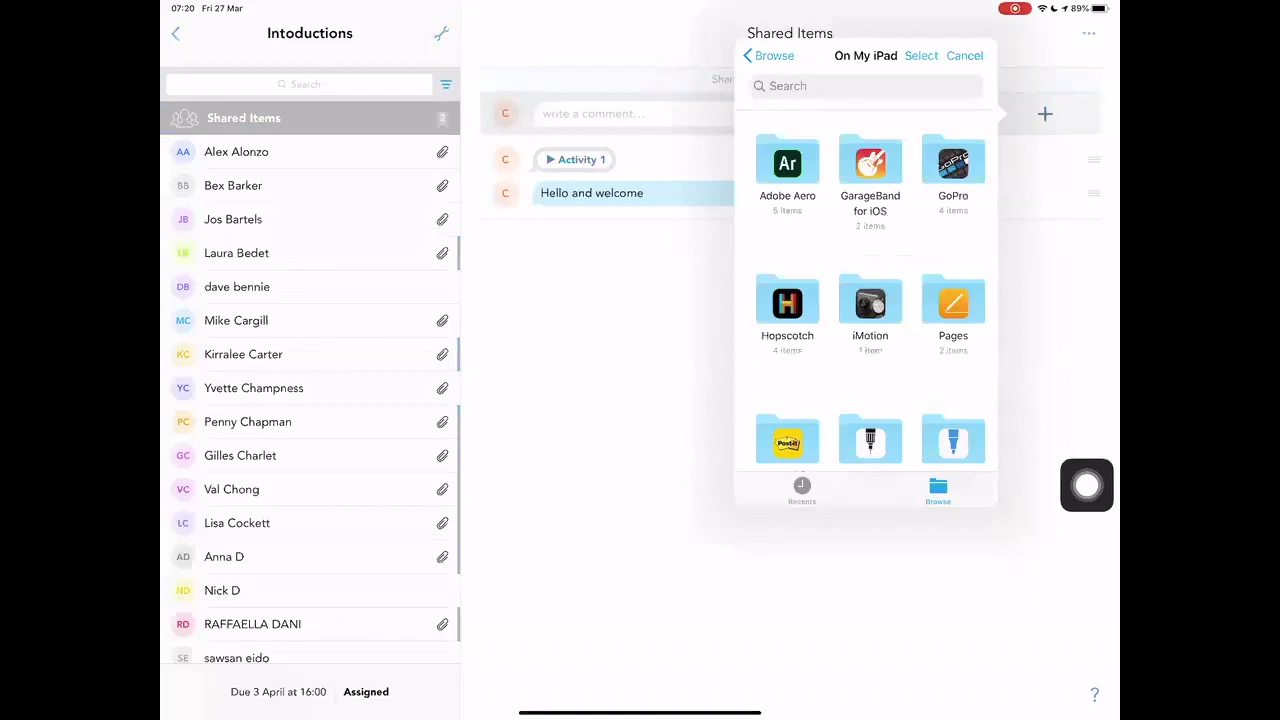 07:20 Fri 27 Mar
89%
Intoductions
Search
Shared Items
2
AA Alex Alonzo
BB Bex Barker
JB Jos Bartels
LB Laura Bedet
DB dave bennie
MC Mike Cargill
KC Kirralee Carter
YC Yvette Champness
PC Penny Chapman
GC Gilles Charlet
VC Val Chong
LC Lisa Cockett
AD Anna D
ND Nick D
RD RAFFAELLA DANI
SE sawsan eido
Due 3 April at 16:00 Assigned
Shared Items
Shar
C write a comment...
C Activity 1
C Hello and welcome
Browse On My iPad Select Cancel
Search
Ar
Adobe Aero
5 items
GarageBand
for iOS
2 items
GoPro
GoPro
4 items
H
Hopscotch
4 items
iMotion
1 item
Pages
2 items
Post-it
Recents
Browse
?